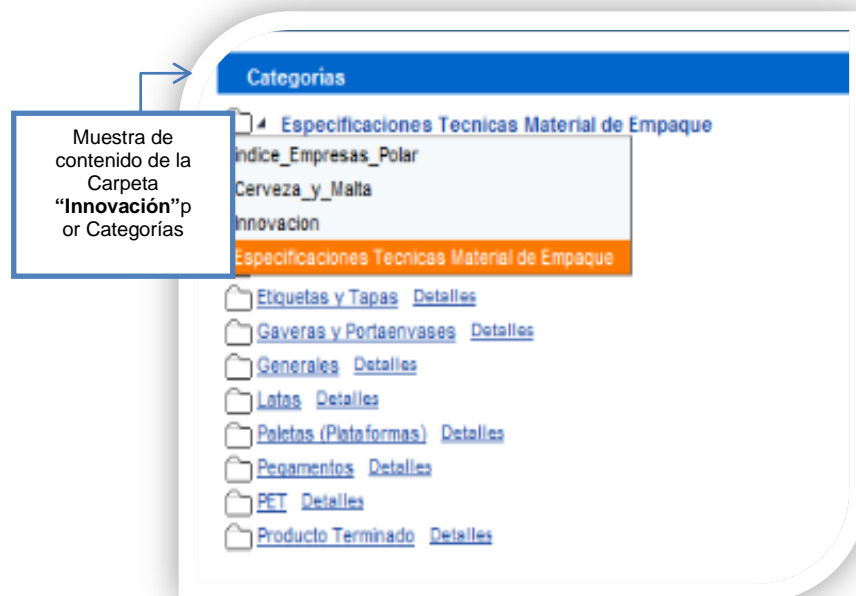 Categorias
Especificaciones Tecnicas Material de Empaque
Muestra de
contenido de la
Carpeta
“Innovación”p
or Categorías
Indice_Empresas_Polar
Cerveza_y_Malta
Innovacion
Especificaciones Tecnicas Material de Empaque
Etiquetas y Tapas Detalles
Gaveras y Portaenvases Detalles
Generales Detalles
Latas Detalles
Paletas (Plataformas) Detalles
Pegamentos Detalles
PET Detalles
Producto Terminado Detalles